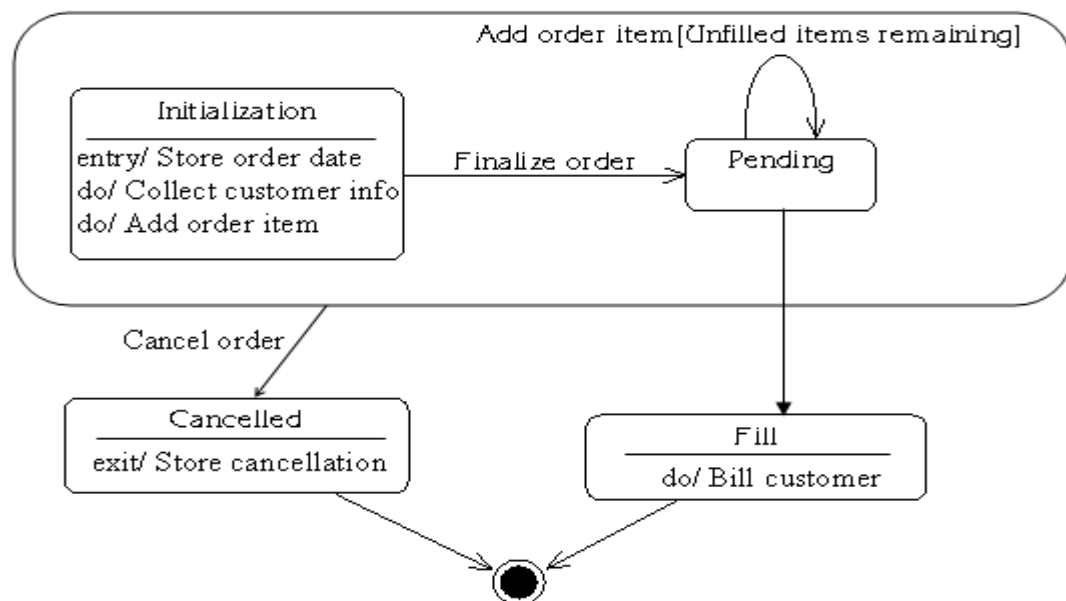 Add order item[Unfilled items remaining]
Initialization
entry/ Store order date
do/ Collect customer info
do/ Add order item
Finalize order
Pending
Cancel order
Cancelled
exit/ Store cancellation
Fill
do/ Bill customer